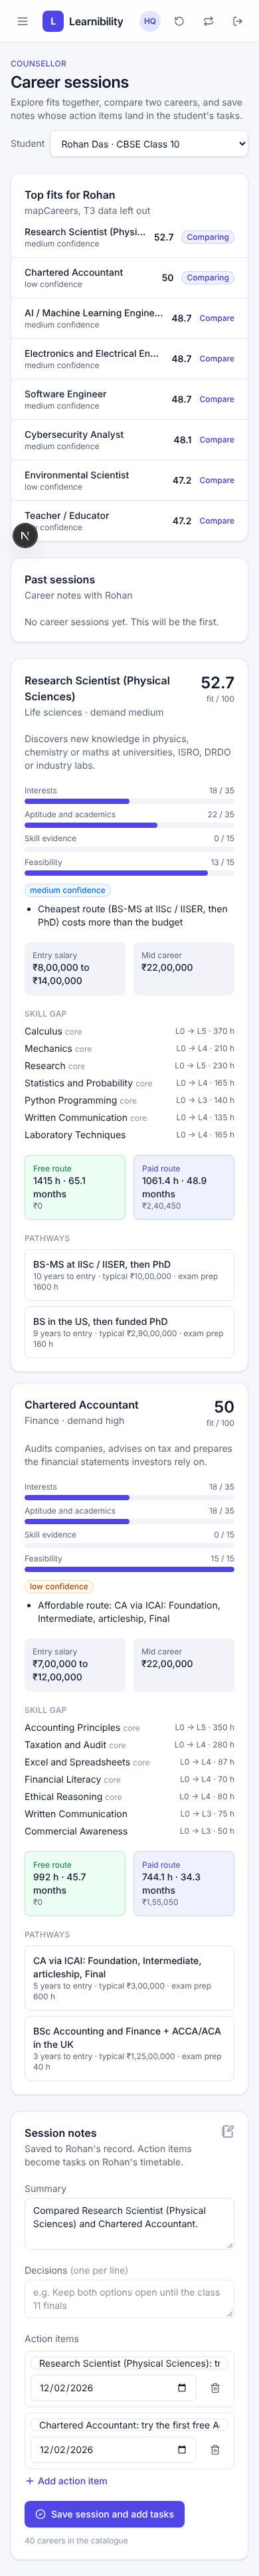 L Learnibility HQ
COUNSELLOR
Career sessions
Explore fits together, compare two careers, and save
notes whose action items land in the student's tasks.
Student Rohan Das · CBSE Class 10
Top fits for Rohan
mapCareers, T3 data left out
Research Scientist (Physi... 52.7 Comparing
medium confidence
Chartered Accountant 50 Comparing
low confidence
AI / Machine Learning Engine... 48.7 Compare
medium confidence
Electronics and Electrical En... 48.7 Compare
medium confidence
Software Engineer 48.7 Compare
medium confidence
Cybersecurity Analyst 48.1 Compare
medium confidence
Environmental Scientist 47.2 Compare
low confidence
Teacher / Educator 47.2 Compare
confidence
N
Past sessions
Career notes with Rohan
No career sessions yet. This will be the first.
Research Scientist (Physical 52.7
Sciences) fit / 100
Life sciences · demand medium
Discovers new knowledge in physics,
chemistry or maths at universities, ISRO, DRDO
or industry labs.
Interests 18 / 35
Aptitude and academics 22 / 35
Skill evidence 0 / 15
Feasibility 13 / 15
medium confidence
• Cheapest route (BS-MS at IISc / IISER, then
PhD) costs more than the budget
Entry salary Mid career
₹8,00,000 to ₹22,00,000
₹14,00,000
SKILL GAP
Calculus core L0 → L5 · 370 h
Mechanics core L0 → L4 · 210 h
Research core L0 → L5 · 230 h
Statistics and Probability core L0 → L4 · 165 h
Python Programming core L0 → L3 · 140 h
Written Communication core L0 → L4 · 135 h
Laboratory Techniques L0 → L4 · 165 h
Free route Paid route
1415 h · 65.1 1061.4 h · 48.9
months months
₹0 ₹2,40,450
PATHWAYS
BS-MS at IISc / IISER, then PhD
10 years to entry · typical ₹10,00,000 · exam prep
1600 h
BS in the US, then funded PhD
9 years to entry · typical ₹2,90,00,000 · exam prep
160 h
Chartered Accountant 50
Finance · demand high fit / 100
Audits companies, advises on tax and prepares
the financial statements investors rely on.
Interests 18 / 35
Aptitude and academics 18 / 35
Skill evidence 0 / 15
Feasibility 15 / 15
low confidence
• Affordable route: CA via ICAI: Foundation,
Intermediate, articleship, Final
Entry salary Mid career
₹7,00,000 to ₹22,00,000
₹12,00,000
SKILL GAP
Accounting Principles core L0 → L5 · 350 h
Taxation and Audit core L0 → L4 · 280 h
Excel and Spreadsheets core L0 → L4 · 87 h
Financial Literacy core L0 → L4 · 70 h
Ethical Reasoning core L0 → L4 · 80 h
Written Communication L0 → L3 · 75 h
Commercial Awareness L0 → L3 · 50 h
Free route Paid route
992 h · 45.7 744.1 h · 34.3
months months
₹0 ₹1,55,050
PATHWAYS
CA via ICAI: Foundation, Intermediate,
articleship, Final
5 years to entry · typical ₹3,00,000 · exam prep
600 h
BSc Accounting and Finance + ACCA/ACA
in the UK
3 years to entry · typical ₹1,25,00,000 · exam prep
40 h
Session notes
Saved to Rohan's record. Action items
become tasks on Rohan's timetable.
Summary
Compared Research Scientist (Physical
Sciences) and Chartered Accountant.
Decisions (one per line)
e.g. Keep both options open until the class
11 finals
Action items
Research Scientist (Physical Sciences): tr
12/02/2026
Chartered Accountant: try the first free A
12/02/2026
+ Add action item
Save session and add tasks
40 careers in the catalogue